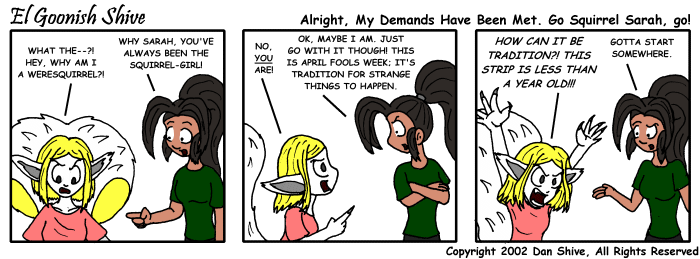 El Goonish Shive
Alright, My Demands Have Been Met. Go Squirrel Sarah, go!
WHAT THE--?!
HEY, WHY AM I
A WERESQUIRREL?!
WHY SARAH, YOU'VE
ALWAYS BEEN THE
SQUIRREL-GIRL!
NO,
YOU
ARE!
OK, MAYBE I AM. JUST
GO WITH IT THOUGH! THIS
IS APRIL FOOLS WEEK; IT'S
TRADITION FOR STRANGE
THINGS TO HAPPEN.
HOW CAN IT BE
TRADITION?! THIS
STRIP IS LESS THAN
A YEAR OLD!!!
GOTTA START
SOMEWHERE.
Copyright 2002 Dan Shive, All Rights Reserved